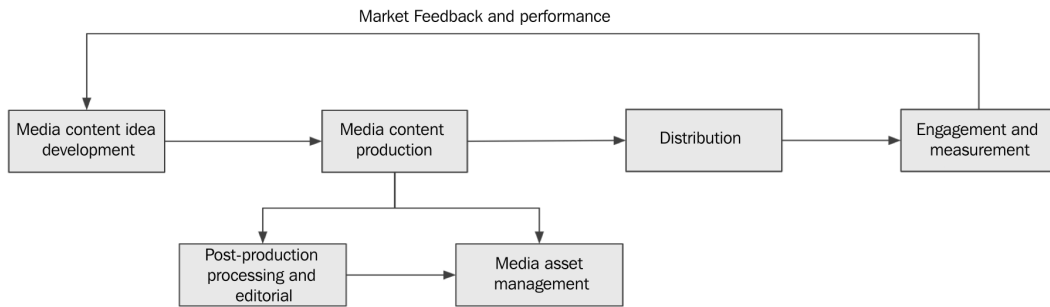 Market Feedback and performance
Media content idea
development
Media content
production
Distribution
Engagement and
measurement
Post-production
processing and
editorial
Media asset
management